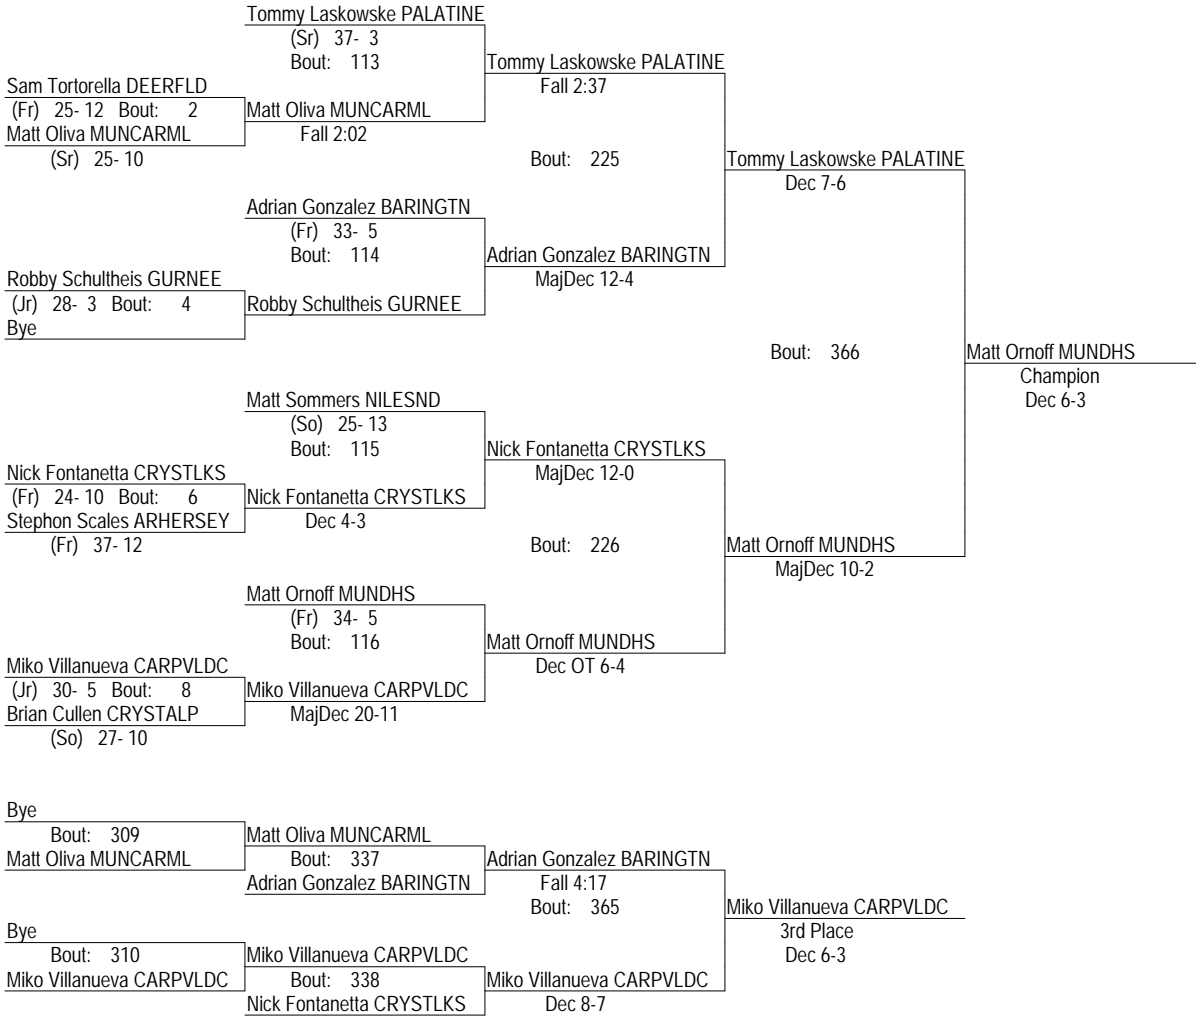 Tommy Laskowske PALATINE
(Sr) 37- 3
Bout: 113
Tommy Laskowske PALATINE
Fall 2:37
Sam Tortorella DEERFLD
(Fr) 25- 12 Bout: 2
Matt Oliva MUNCARML
Fall 2:02
Matt Oliva MUNCARML
(Sr) 25- 10
Bout: 225
Tommy Laskowske PALATINE
Dec 7-6
Adrian Gonzalez BARINGTN
(Fr) 33- 5
Bout: 114
Adrian Gonzalez BARINGTN
MajDec 12-4
Robby Schultheis GURNEE
(Jr) 28- 3 Bout: 4
Robby Schultheis GURNEE
Bye
Bout: 366
Matt Ornoff MUNDHS
Champion
Dec 6-3
Matt Sommers NILESND
(So) 25- 13
Bout: 115
Nick Fontanetta CRYSTLKS
MajDec 12-0
Nick Fontanetta CRYSTLKS
(Fr) 24- 10 Bout: 6
Nick Fontanetta CRYSTLKS
Dec 4-3
Stephon Scales ARHERSEY
(Fr) 37- 12
Bout: 226
Matt Ornoff MUNDHS
MajDec 10-2
Matt Ornoff MUNDHS
(Fr) 34- 5
Bout: 116
Matt Ornoff MUNDHS
Dec OT 6-4
Miko Villanueva CARPVLDC
(Jr) 30- 5 Bout: 8
Miko Villanueva CARPVLDC
MajDec 20-11
Brian Cullen CRYSTALP
(So) 27- 10
Bye
Bout: 309
Matt Oliva MUNCARML
Matt Oliva MUNCARML
Bout: 337
Adrian Gonzalez BARINGTN
Adrian Gonzalez BARINGTN
Fall 4:17
Bout: 365
Miko Villanueva CARPVLDC
3rd Place
Dec 6-3
Bye
Bout: 310
Miko Villanueva CARPVLDC
Miko Villanueva CARPVLDC
Bout: 338
Nick Fontanetta CRYSTLKS
Miko Villanueva CARPVLDC
Dec 8-7